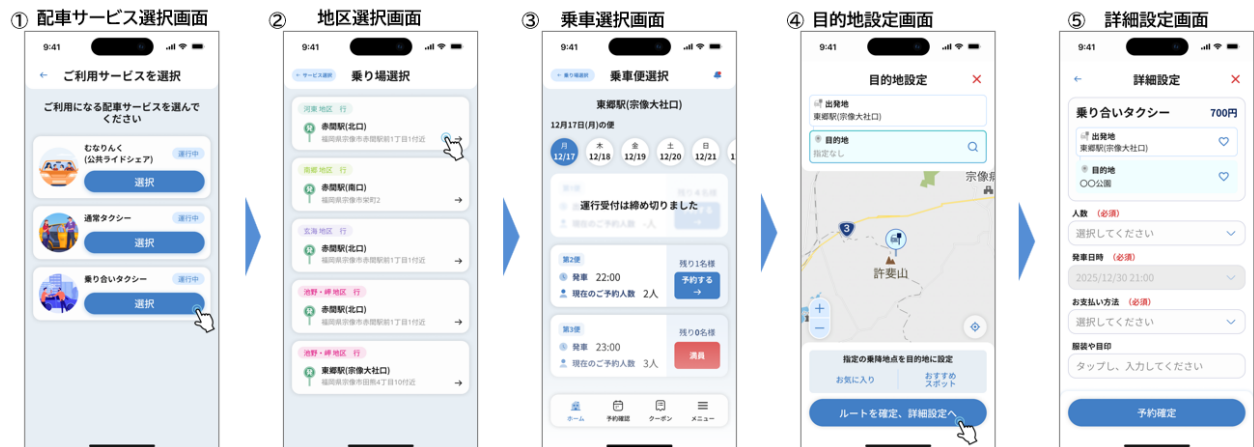 ① 配車サービス選択画面
9:41
← ご利用サービスを選択
ご利用になる配車サービスを選んで
ください
むなりんく
(公共ライドシェア)
運行中
選択
通常タクシー
運行中
選択
乗り合いタクシー
運行中
選択
② 地区選択画面
9:41
← サービス選択
乗り場選択
河東 地区 行
赤間駅(北口)
福岡県宗像市赤間駅前1丁目1付近
→
南郷 地区 行
赤間駅(南口)
福岡県宗像市栄町2
→
玄海 地区 行
赤間駅(北口)
福岡県宗像市赤間駅前1丁目1付近
→
池野・岬 地区 行
赤間駅(北口)
福岡県宗像市赤間駅前1丁目1付近
→
池野・岬 地区 行
東郷駅(宗像大社口)
福岡県宗像市田熊4丁目10付近
→
③ 乗車選択画面
9:41
← 乗り場選択
乗車便選択
東郷駅(宗像大社口)
12月17日(月)の便
月
12/17
木
12/18
金
12/19
土
12/20
日
12/21
運行受付は締め切りました
第2便
発車 22:00
現在のご予約人数 2人
残り1名様
予約する
→
第3便
発車 23:00
現在のご予約人数 3人
残り0名様
満員
ホーム
予約確認
クーポン
メニュー
④ 目的地設定画面
9:41
目的地設定 ×
出発地
東郷駅(宗像大社口)
目的地
指定なし
宗像
3
許斐山
+
−
指定の乗降地点を目的地に設定
お気に入り
おすすめ
スポット
ルートを確定、詳細設定へ
⑤ 詳細設定画面
9:41
← 詳細設定 ×
乗り合いタクシー 700円
出発地
東郷駅(宗像大社口)
目的地
〇〇公園
人数 (必須)
選択してください
発車日時 (必須)
2025/12/30 21:00
お支払い方法 (必須)
選択してください
服装や目印
タップし、入力してください
予約確定